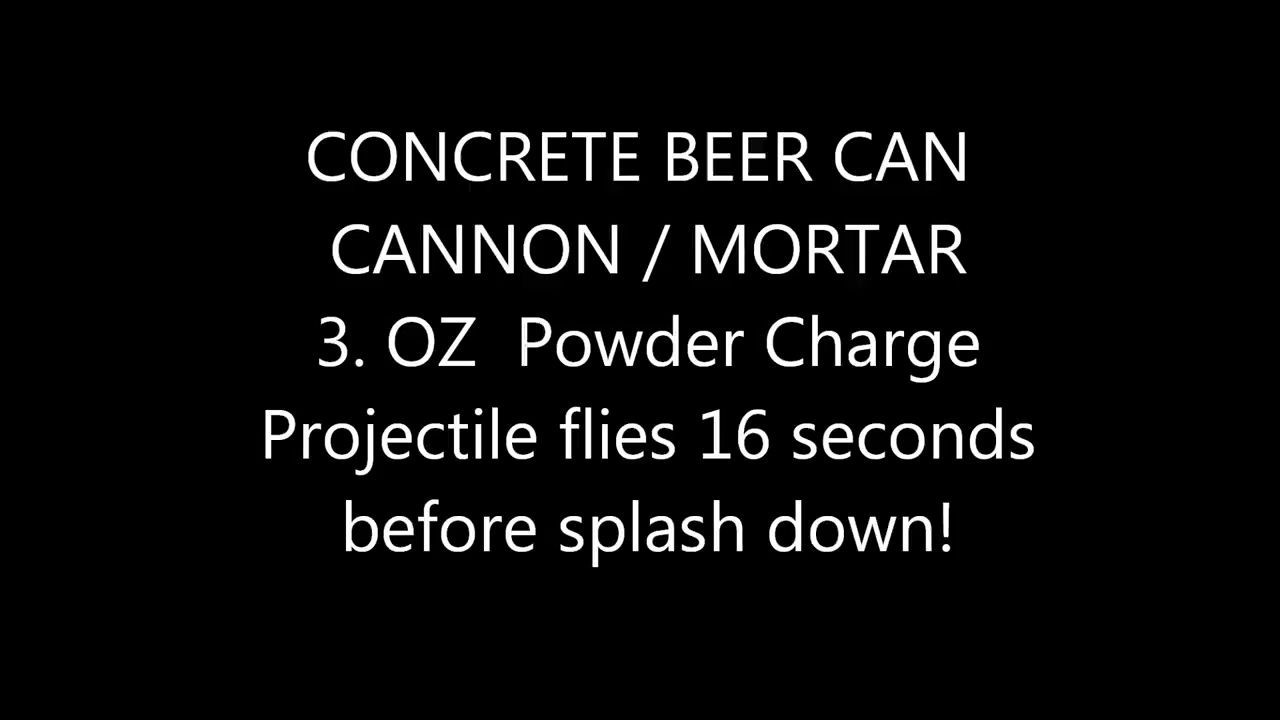 CONCRETE BEER CAN
CANNON / MORTAR
3. OZ  Powder Charge
Projectile flies 16 seconds
before splash down!